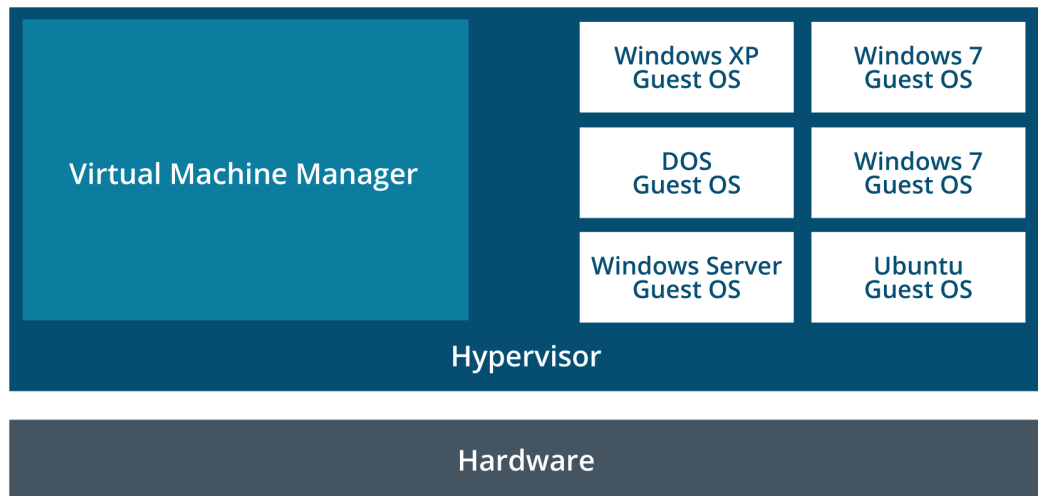 Virtual Machine Manager
Windows XP
Guest OS
Windows 7
Guest OS
DOS
Guest OS
Windows 7
Guest OS
Windows Server
Guest OS
Ubuntu
Guest OS
Hypervisor
Hardware